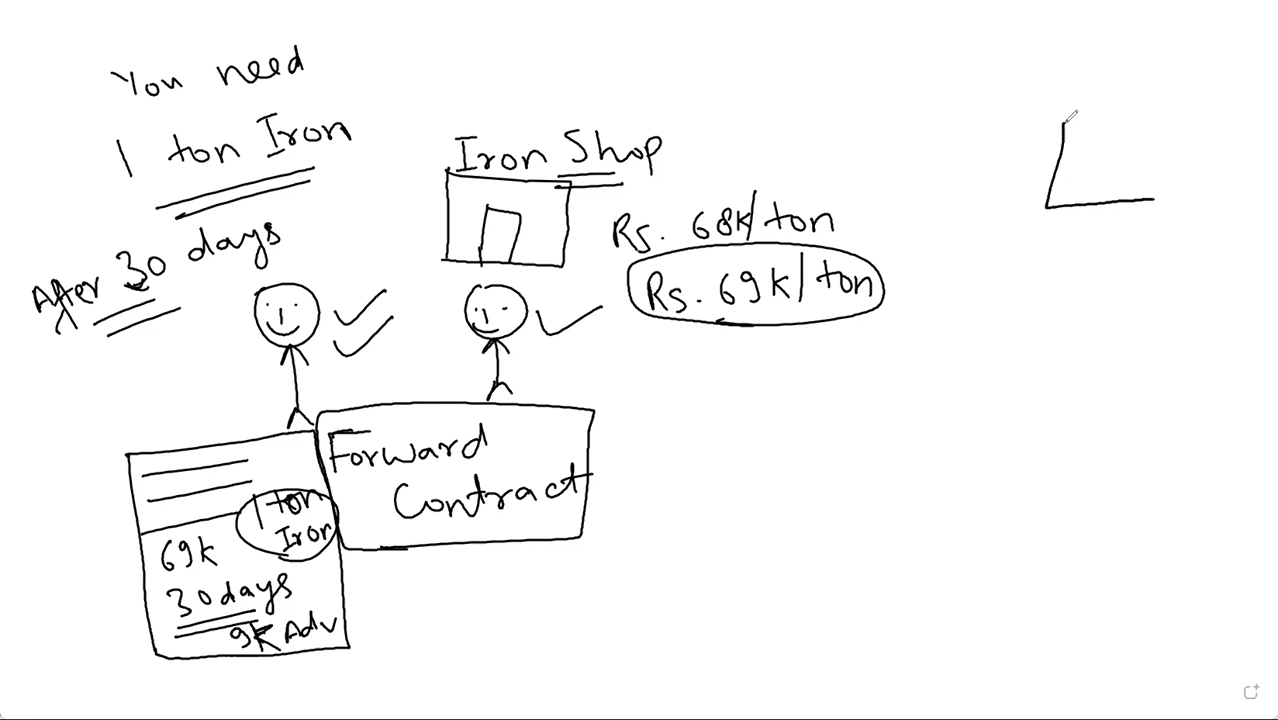 You need
1 ton Iron
After 30 days
Iron Shop
Rs. 68k/ton
Rs. 69k/ton
Forward
Contract
1 ton
Iron
69k
30 days
9k Adv